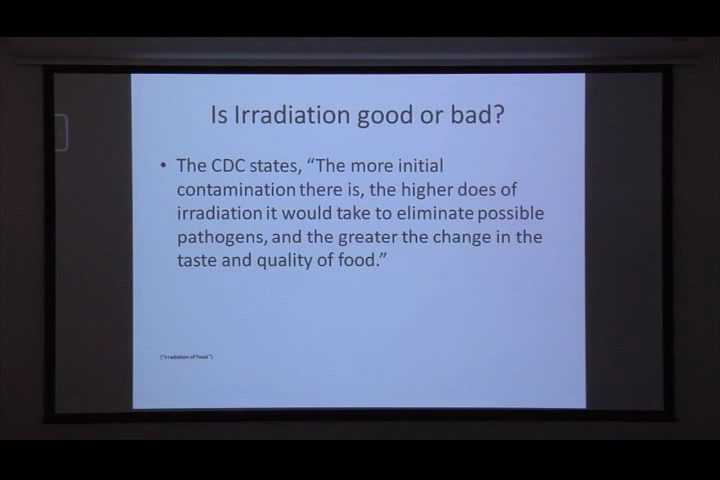 Is Irradiation good or bad?
• The CDC states, “The more initial
contamination there is, the higher does of
irradiation it would take to eliminate possible
pathogens, and the greater the change in the
taste and quality of food.”
("Irradiation of Food")